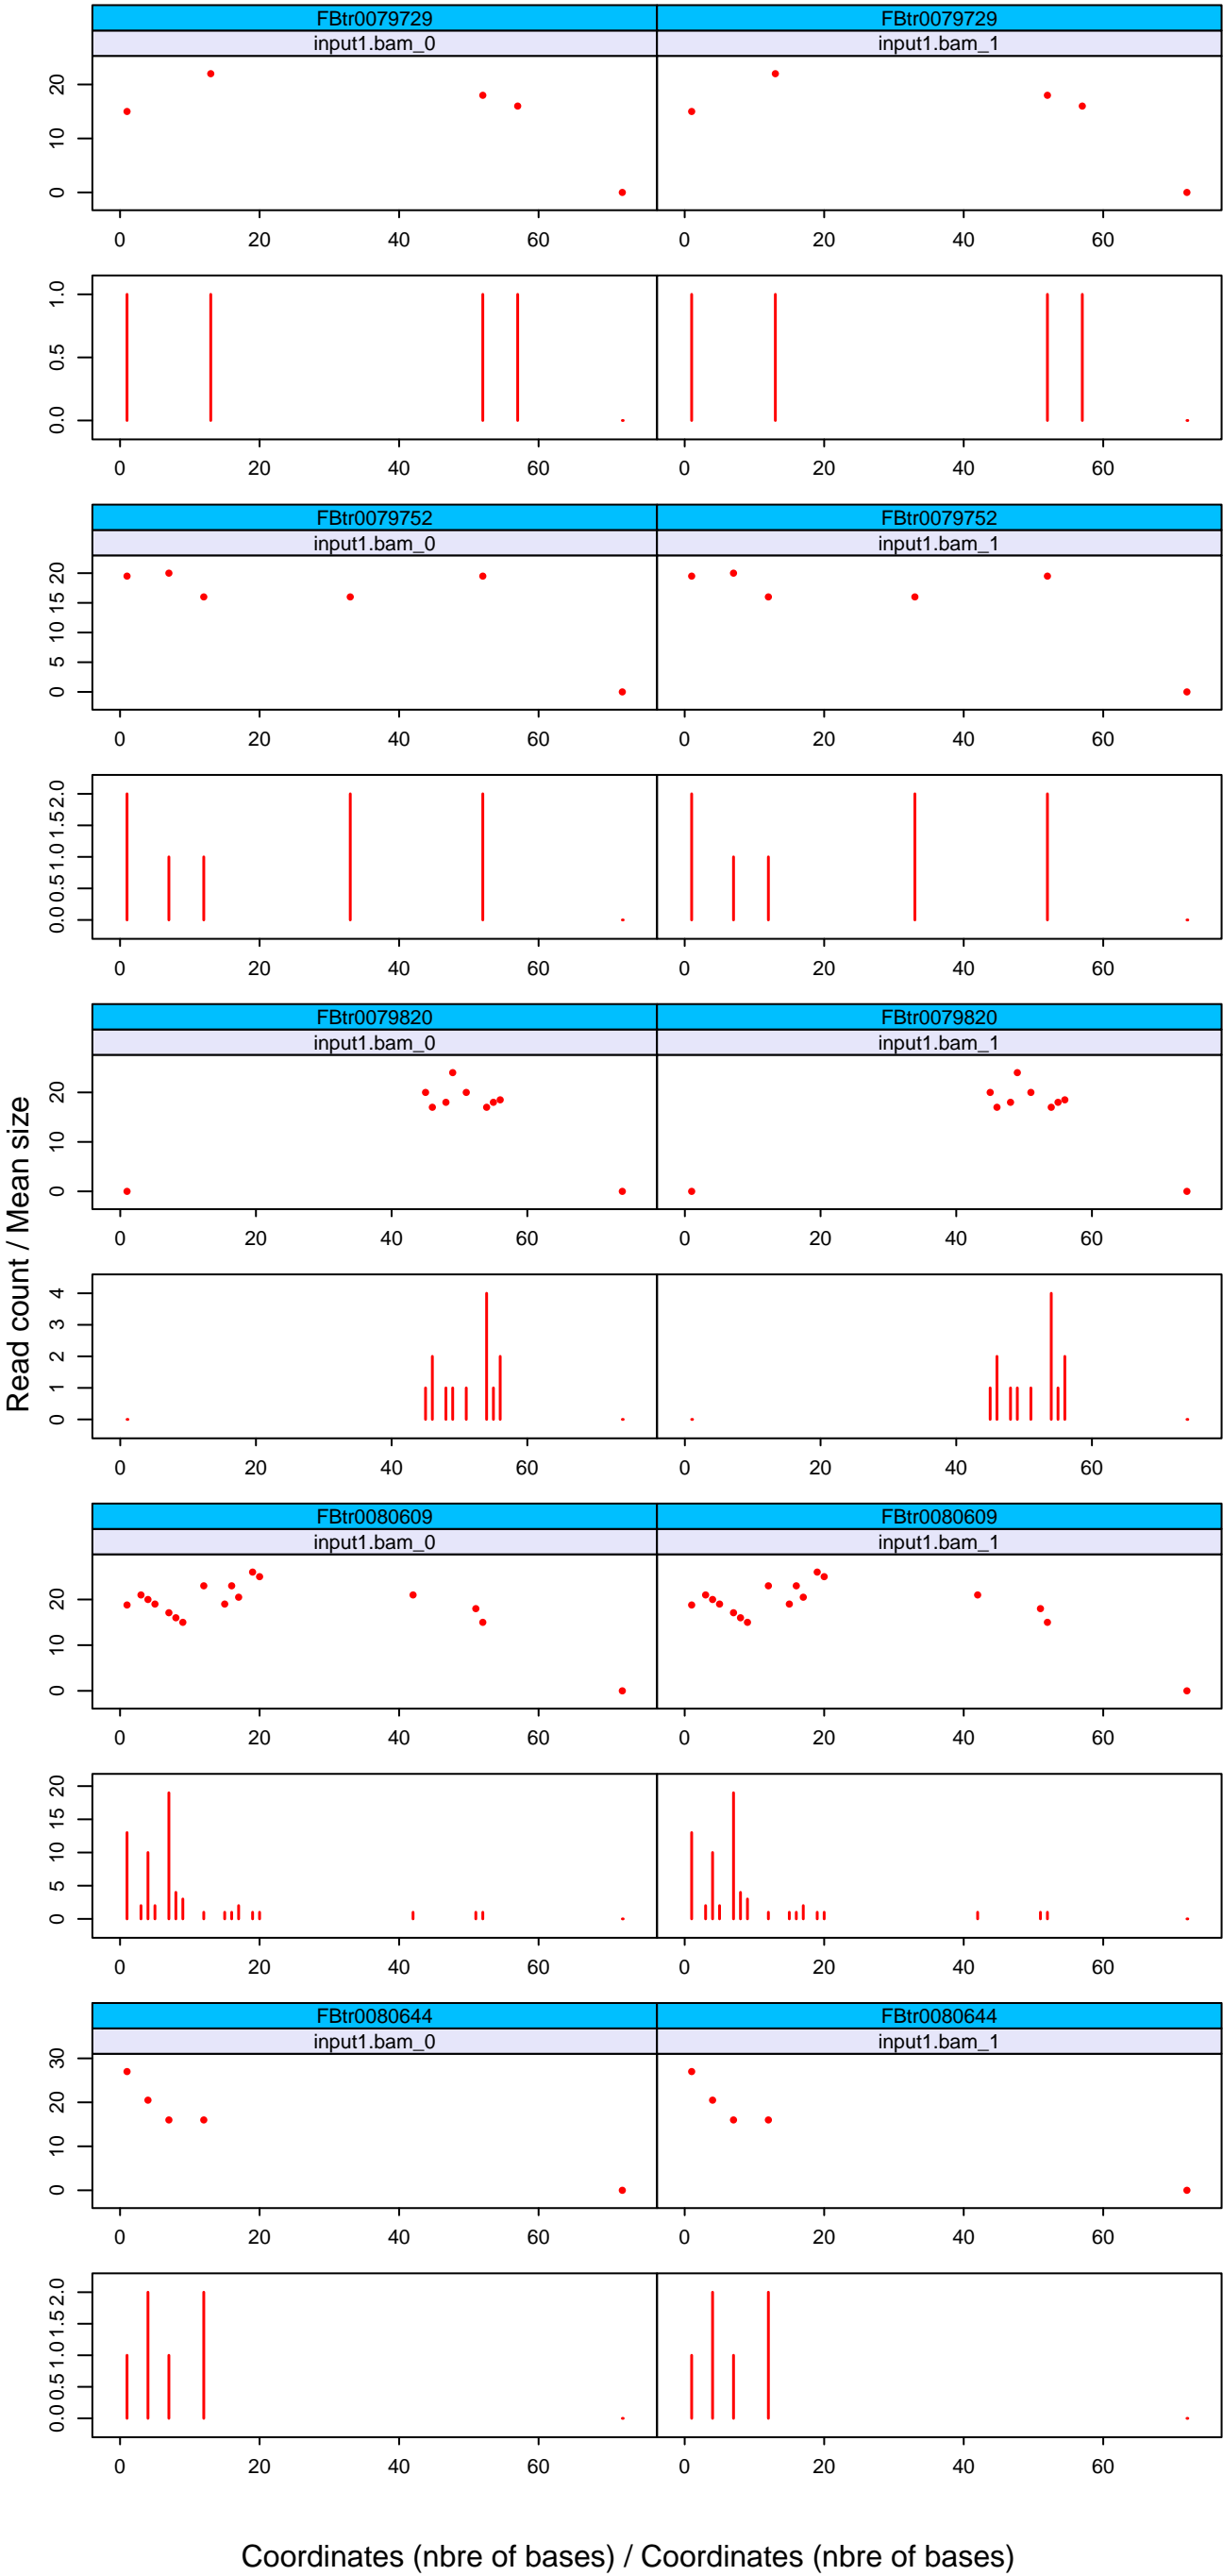 FBtr0079729 FBtr0079729
input1.bam_0 input1.bam_1
0 10 20
0 20 40 60 0 20 40 60
0.0 0.5 1.0
0 20 40 60 0 20 40 60
FBtr0079752 FBtr0079752
input1.bam_0 input1.bam_1
0 5 10 15 20
0 20 40 60 0 20 40 60
0.0 0.5 1.0 1.5 2.0
0 20 40 60 0 20 40 60
FBtr0079820 FBtr0079820
input1.bam_0 input1.bam_1
0 10 20
0 20 40 60 0 20 40 60
Read count / Mean size
0 1 2 3 4
0 20 40 60 0 20 40 60
FBtr0080609 FBtr0080609
input1.bam_0 input1.bam_1
0 10 20
0 20 40 60 0 20 40 60
0 5 10 15 20
0 20 40 60 0 20 40 60
FBtr0080644 FBtr0080644
input1.bam_0 input1.bam_1
0 10 20 30
0 20 40 60 0 20 40 60
0.0 0.5 1.0 1.5 2.0
0 20 40 60 0 20 40 60
Coordinates (nbre of bases) / Coordinates (nbre of bases)